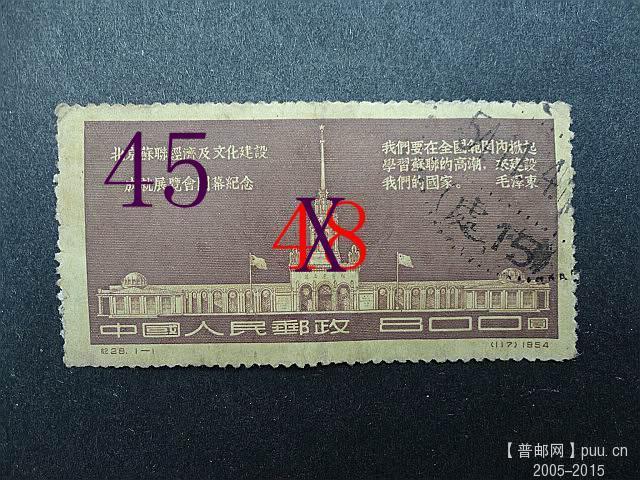 45
北京蘇聯經濟及文化建設
成就展覽會開幕紀念
我們要在全國範圍內掀起
學習蘇聯的高潮，來建設
我們的國家。 毛澤東
X
中國人民郵政 800圓
紀28. 1—1
(117) 1954
【普邮网】puu.cn
2005-2015